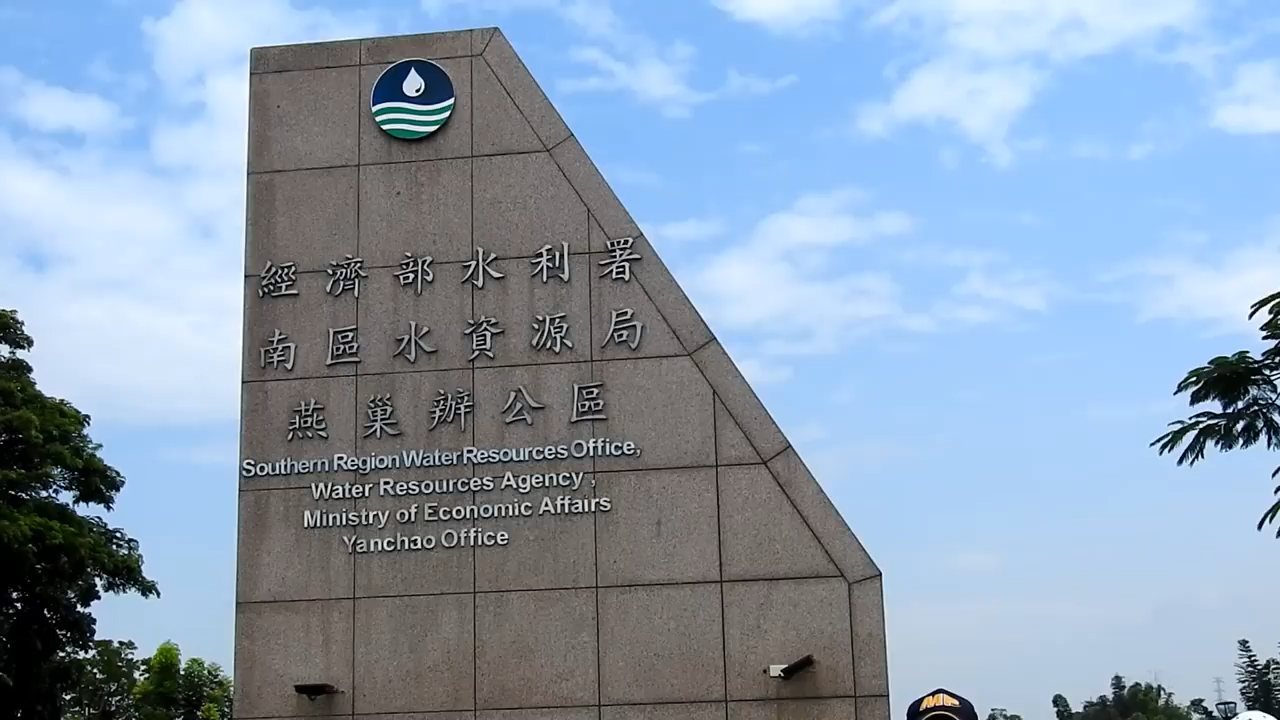 經濟部水利署
南區水資源局
燕巢辦公區
Southern Region Water Resources Office,
Water Resources Agency ,
Ministry of Economic Affairs
Yanchao Office
MP